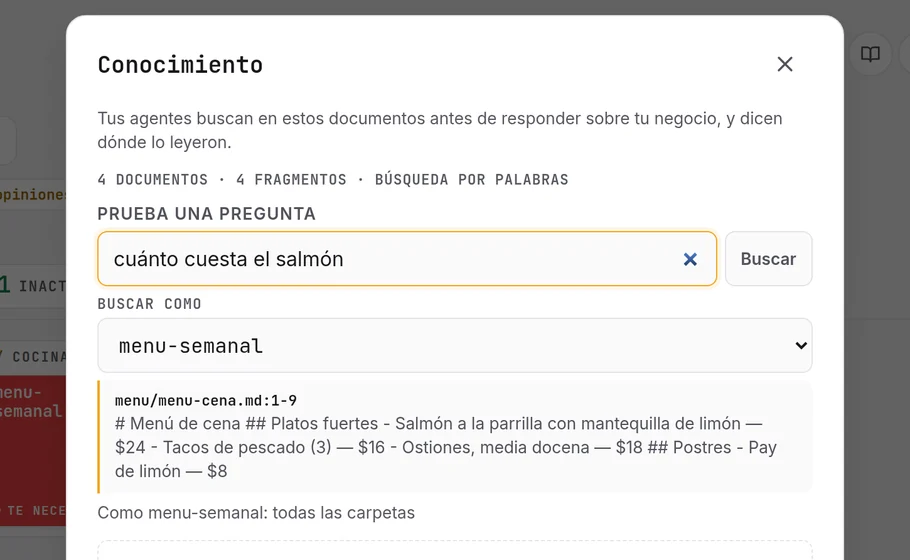 Conocimiento
Tus agentes buscan en estos documentos antes de responder sobre tu negocio, y dicen
dónde lo leyeron.
4 DOCUMENTOS · 4 FRAGMENTOS · BÚSQUEDA POR PALABRAS
PRUEBA UNA PREGUNTA
cuánto cuesta el salmón
Buscar
BUSCAR COMO
menu-semanal
menu/menu-cena.md:1-9
# Menú de cena ## Platos fuertes - Salmón a la parrilla con mantequilla de limón —
$24 - Tacos de pescado (3) — $16 - Ostiones, media docena — $18 ## Postres - Pay
de limón — $8
Como menu-semanal: todas las carpetas
opiniones
1 INACT
/ COCINA
menu-
semanal
TE NECE